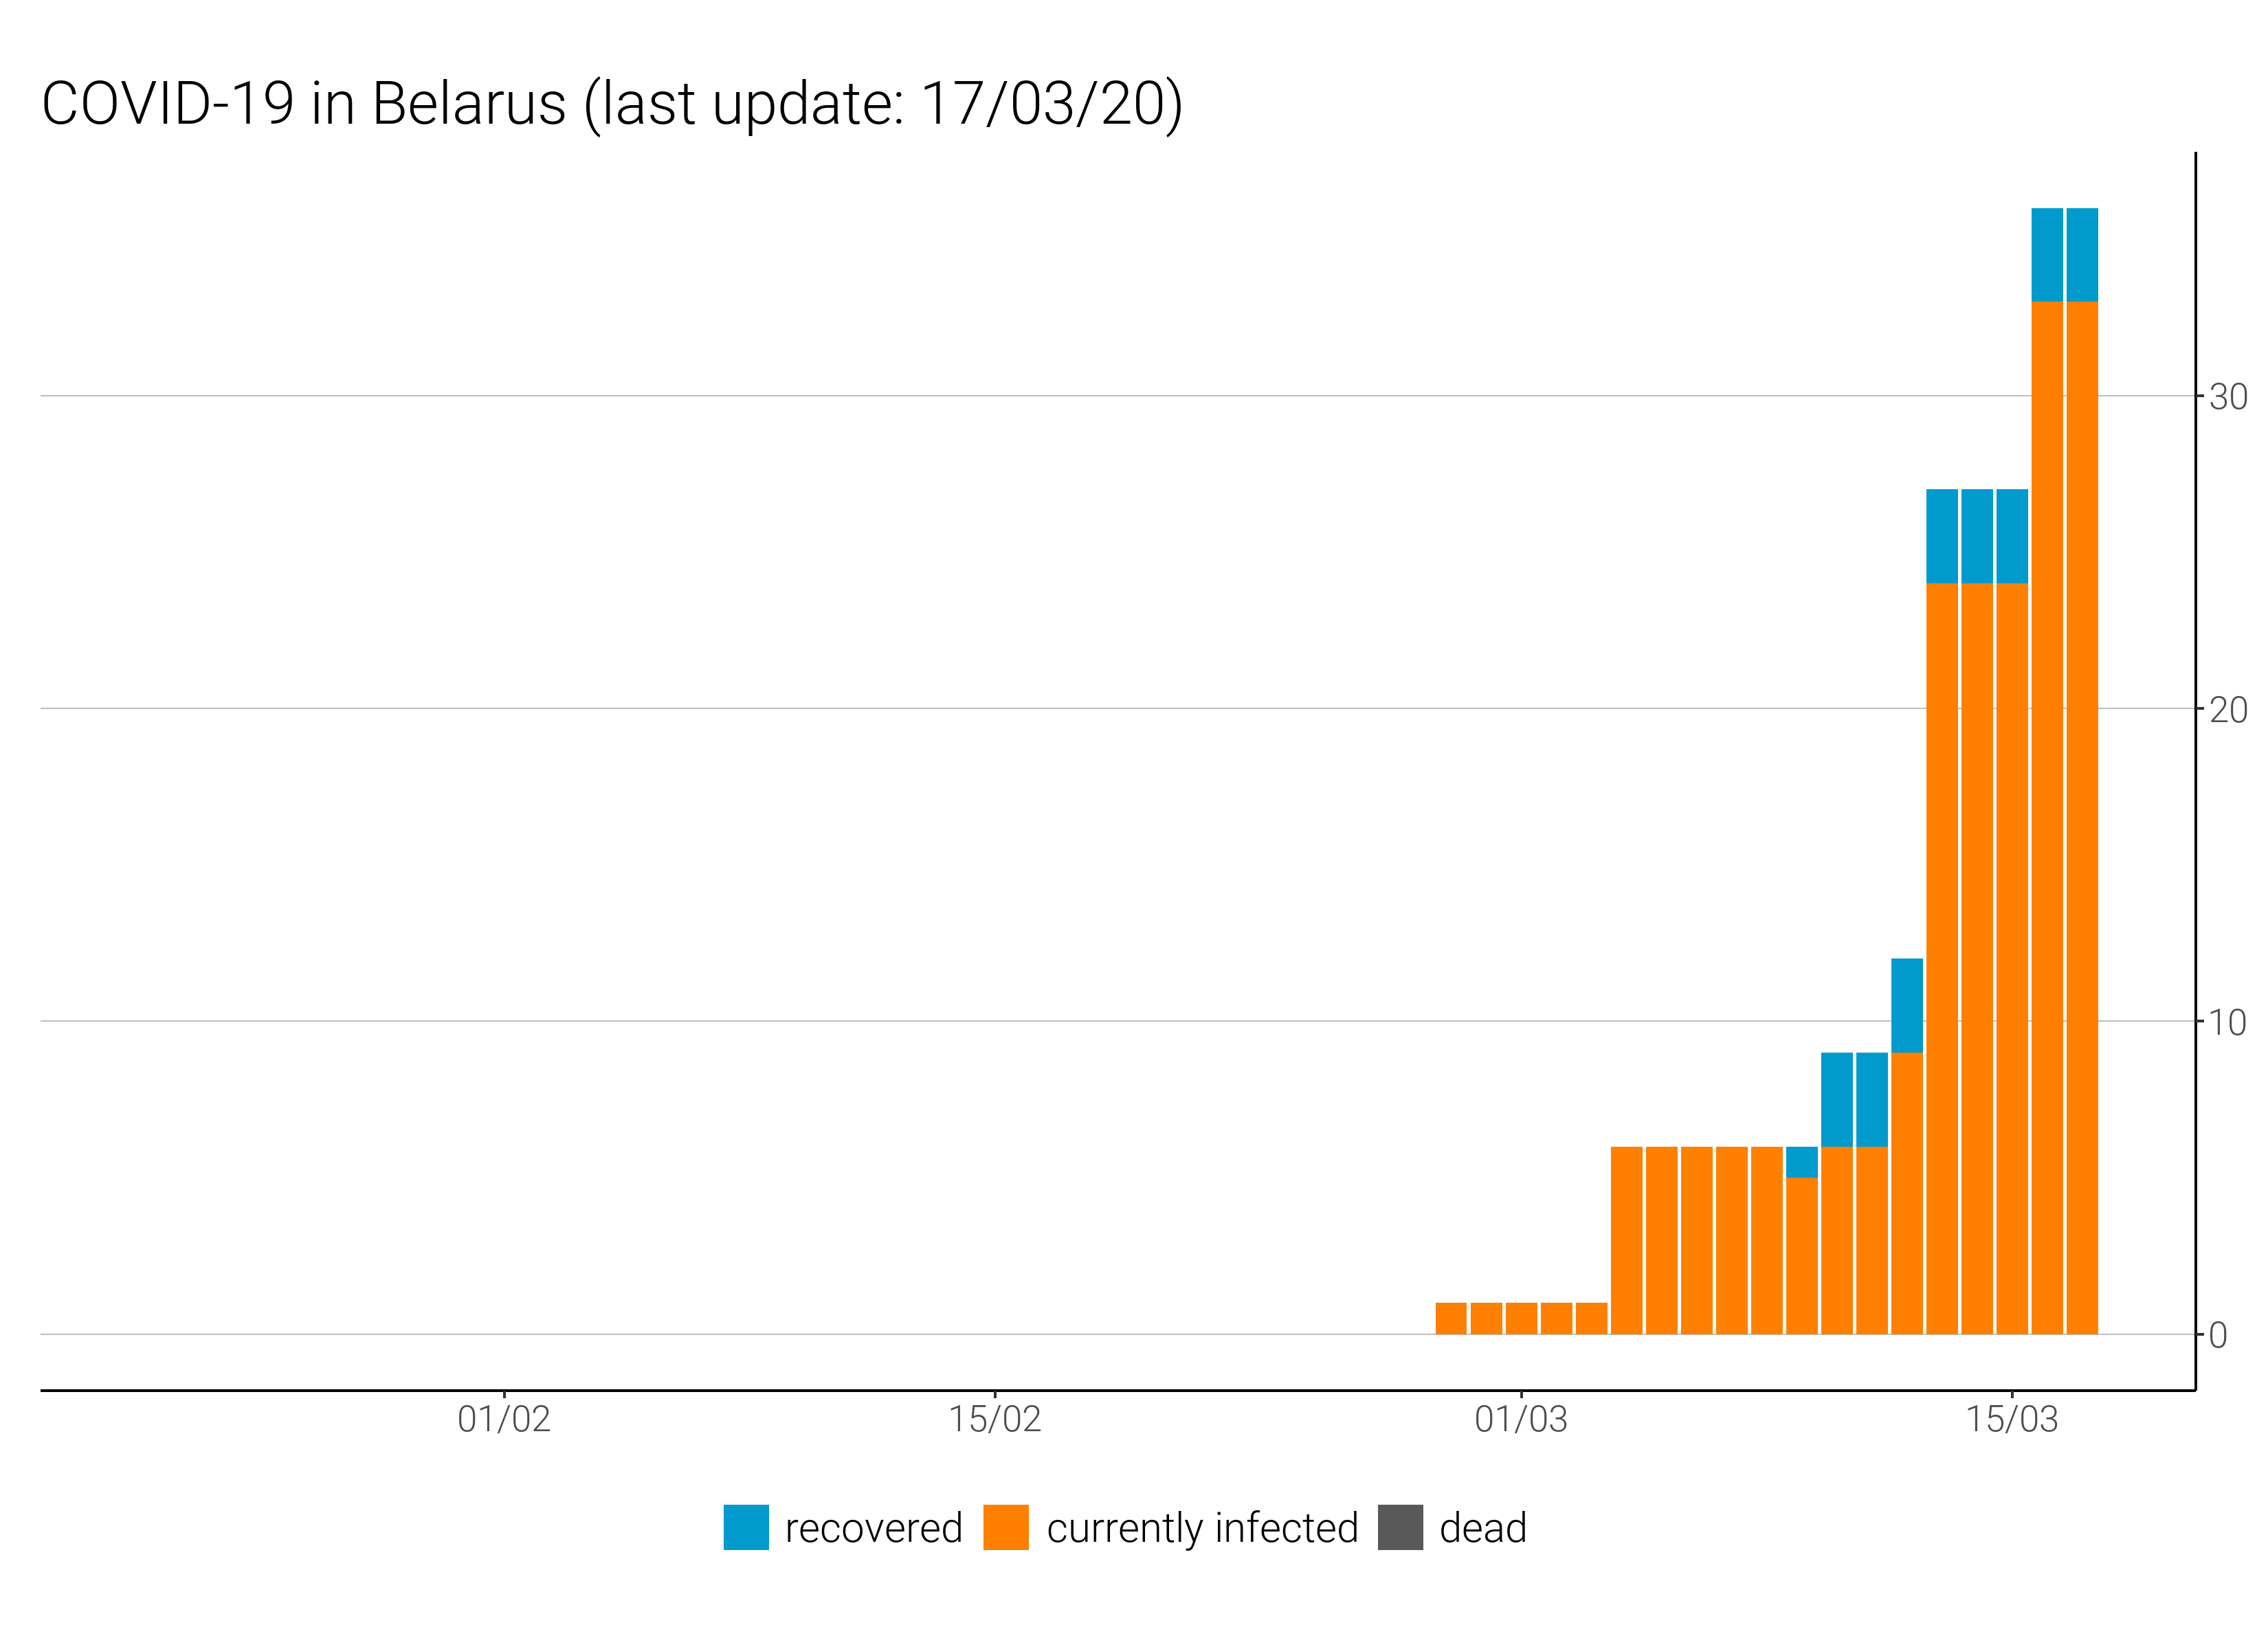 COVID-19 in Belarus (last update: 17/03/20)
30
20
10
0
01/02 15/02 01/03 15/03
recovered currently infected dead